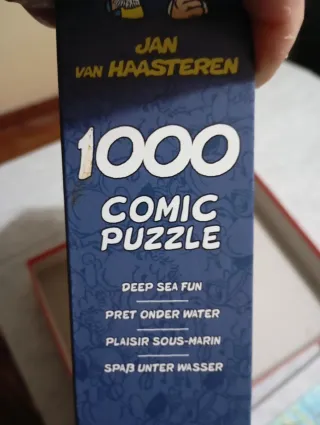 JAN
VAN HAASTEREN
1000
COMIC
PUZZLE
DEEP SEA FUN
PRET ONDER WATER
PLAISIR SOUS-MARIN
SPAß UNTER WASSER